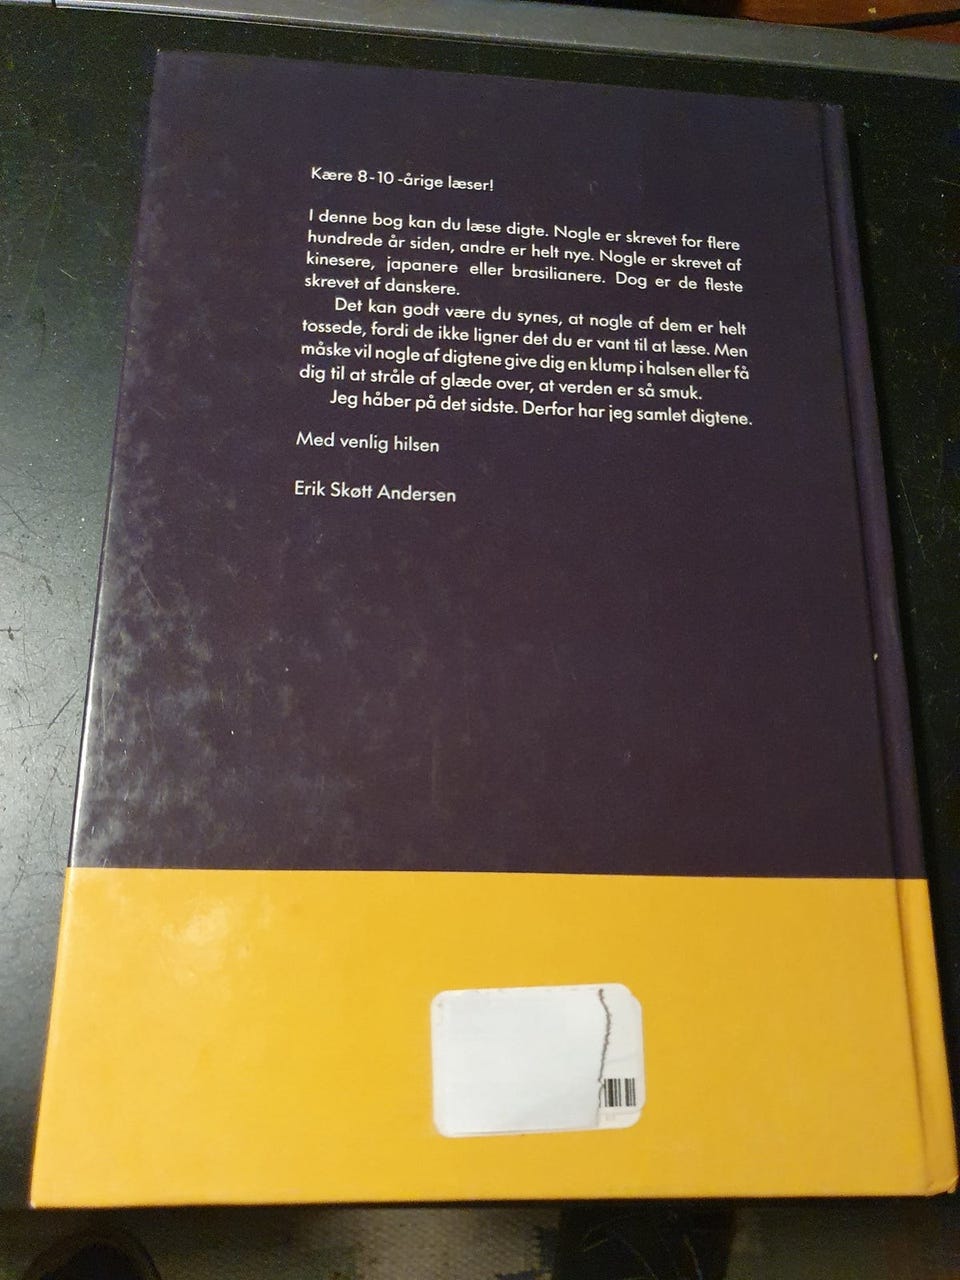 Kære 8-10-årige læser!
I denne bog kan du læse digte. Nogle er skrevet for flere
hundrede år siden, andre er helt nye. Nogle er skrevet af
kinesere, japanere eller brasilianere. Dog er de fleste
skrevet af danskere.
Det kan godt være du synes, at nogle af dem er helt
tossede, fordi de ikke ligner det du er vant til at læse. Men
måske vil nogle af digtene give dig en klump i halsen eller få
dig til at stråle af glæde over, at verden er så smuk.
Jeg håber på det sidste. Derfor har jeg samlet digtene.
Med venlig hilsen
Erik Skøtt Andersen